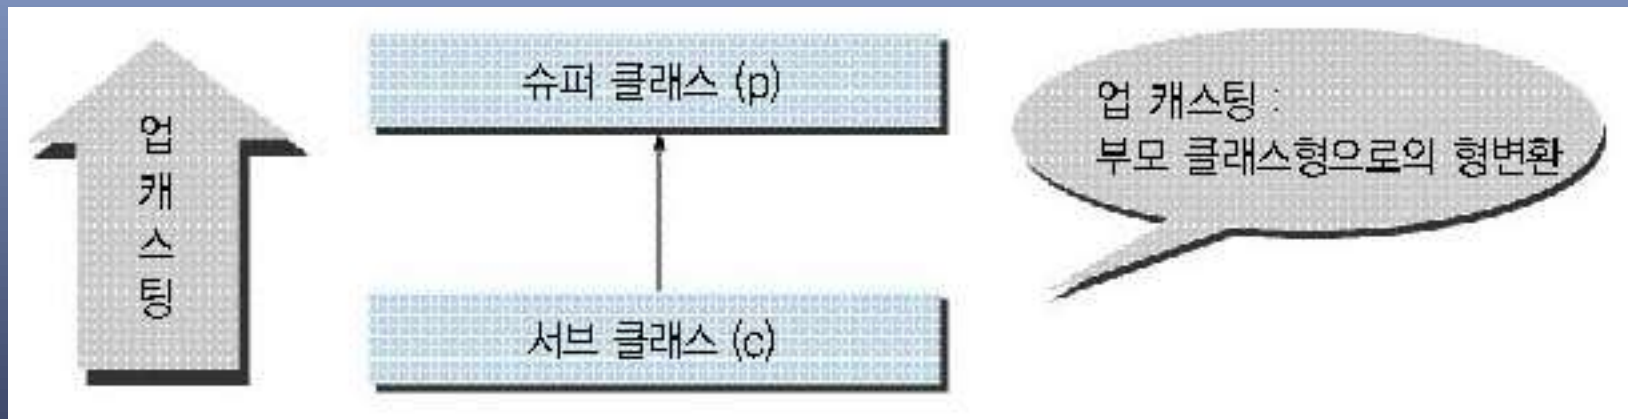 업캐스팅
슈퍼 클래스 (p)
서브 클래스 (c)
업 캐스팅 :
부모 클래스형으로의 형변환